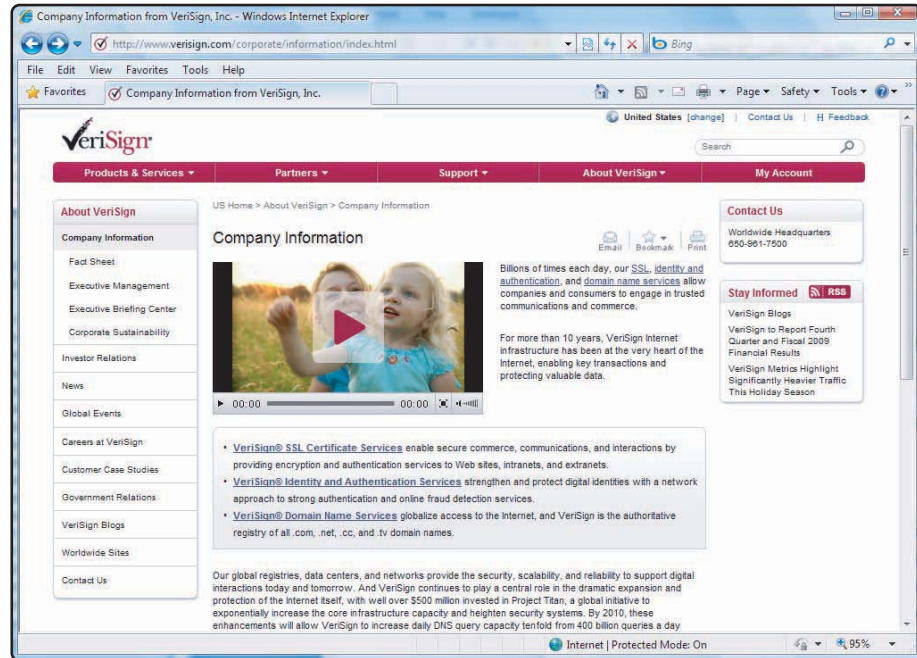 Company Information from VeriSign, Inc. - Windows Internet Explorer
http://www.verisign.com/corporate/information/index.html
Bing
File Edit View Favorites Tools Help
Favorites
Company Information from VeriSign, Inc.
Page Safety Tools
United States [change] | Contact Us | Feedback
VeriSign
Search
Products & Services
Partners
Support
About VeriSign
My Account
About VeriSign
Company Information
Fact Sheet
Executive Management
Executive Briefing Center
Corporate Sustainability
Investor Relations
News
Global Events
Careers at VeriSign
Customer Case Studies
Government Relations
VeriSign Blogs
Worldwide Sites
Contact Us
US Home > About VeriSign > Company Information
Company Information
Email | Bookmark | Print
00:00 00:00
Billions of times each day, our SSL, identity and
authentication, and domain name services allow
companies and consumers to engage in trusted
communications and commerce.
For more than 10 years, VeriSign Internet
infrastructure has been at the very heart of the
Internet, enabling key transactions and
protecting valuable data.
• VeriSign® SSL Certificate Services enable secure commerce, communications, and interactions by
providing encryption and authentication services to Web sites, intranets, and extranets.
• VeriSign® Identity and Authentication Services strengthen and protect digital identities with a network
approach to strong authentication and online fraud detection services.
• VeriSign® Domain Name Services globalize access to the Internet, and VeriSign is the authoritative
registry of all .com, .net, .cc, and .tv domain names.
Our global registries, data centers, and networks provide the security, scalability, and reliability to support digital
interactions today and tomorrow. And VeriSign continues to play a central role in the dramatic expansion and
protection of the Internet itself, with well over $500 million invested in Project Titan, a global initiative to
exponentially increase the core infrastructure capacity and heighten security systems. By 2010, these
enhancements will allow VeriSign to increase daily DNS query capacity tenfold from 400 billion queries a day
Contact Us
Worldwide Headquarters
650-961-7500
Stay Informed RSS
VeriSign Blogs
VeriSign to Report Fourth
Quarter and Fiscal 2009
Financial Results
VeriSign Metrics Highlight
Significantly Heavier Traffic
This Holiday Season
Internet | Protected Mode: On
95%